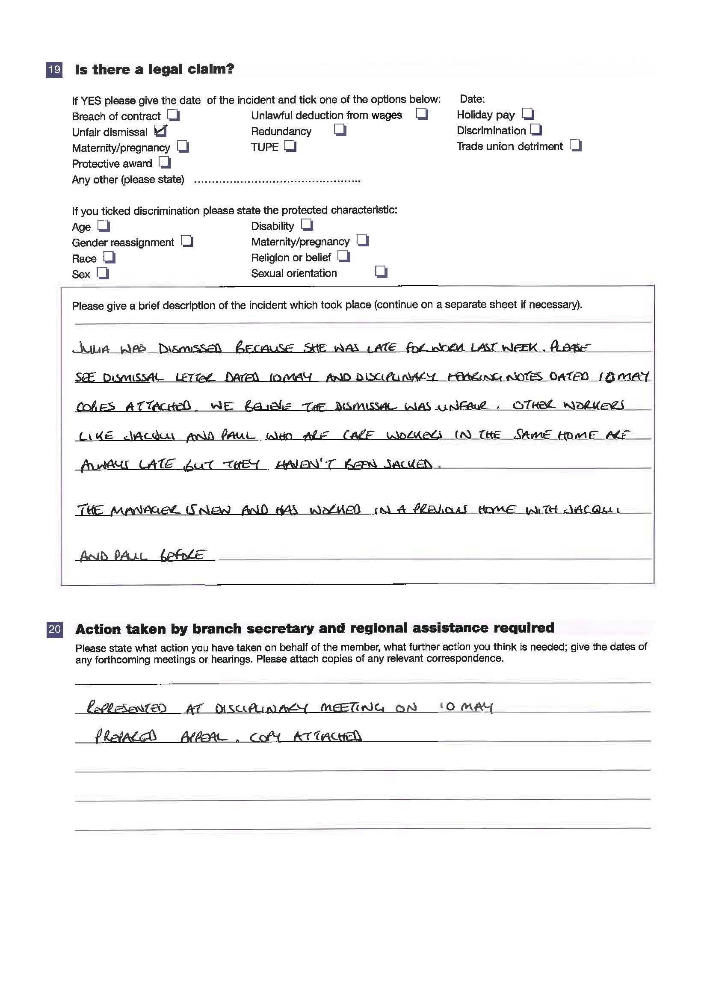 19 Is there a legal claim?
If YES please give the date of the incident and tick one of the options below: Date:
Breach of contract Unlawful deduction from wages Holiday pay
Unfair dismissal Redundancy Discrimination
Maternity/pregnancy TUPE Trade union detriment
Protective award
Any other (please state) ..............................................
If you ticked discrimination please state the protected characteristic:
Age Disability
Gender reassignment Maternity/pregnancy
Race Religion or belief
Sex Sexual orientation
Please give a brief description of the incident which took place (continue on a separate sheet if necessary).
JULIA WAS DISMISSED BECAUSE SHE WAS LATE FOR WORK LAST WEEK. PLEASE
SEE DISMISSAL LETTER DATED 10 MAY AND DISCIPLINARY HEARING NOTES DATED 10 MAY
COPIES ATTACHED. WE BELIEVE THE DISMISSAL WAS UNFAIR. OTHER WORKERS
LIKE JACQUI AND PAUL WHO ARE CARE WORKERS IN THE SAME HOME ARE
ALWAYS LATE BUT THEY HAVEN'T BEEN SACKED.
THE MANAGER IS NEW AND HAS WORKED IN A PREVIOUS HOME WITH JACQUI
AND PAUL BEFORE
20 Action taken by branch secretary and regional assistance required
Please state what action you have taken on behalf of the member, what further action you think is needed; give the dates of
any forthcoming meetings or hearings. Please attach copies of any relevant correspondence.
REPRESENTED AT DISCIPLINARY MEETING ON 10 MAY
PREPARED APPEAL. COPY ATTACHED